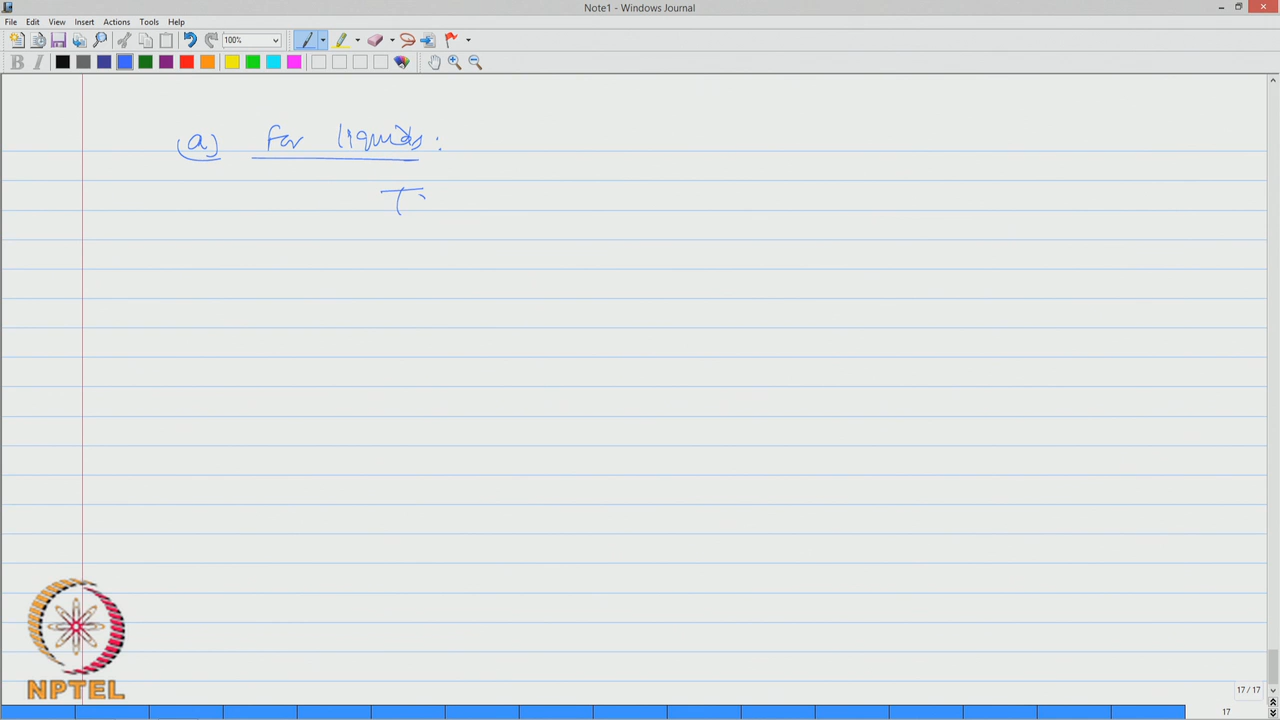 Note1 - Windows Journal
File Edit View Insert Actions Tools Help
100%
B I
(a) For liquids:
T
NPTEL
17 / 17
17